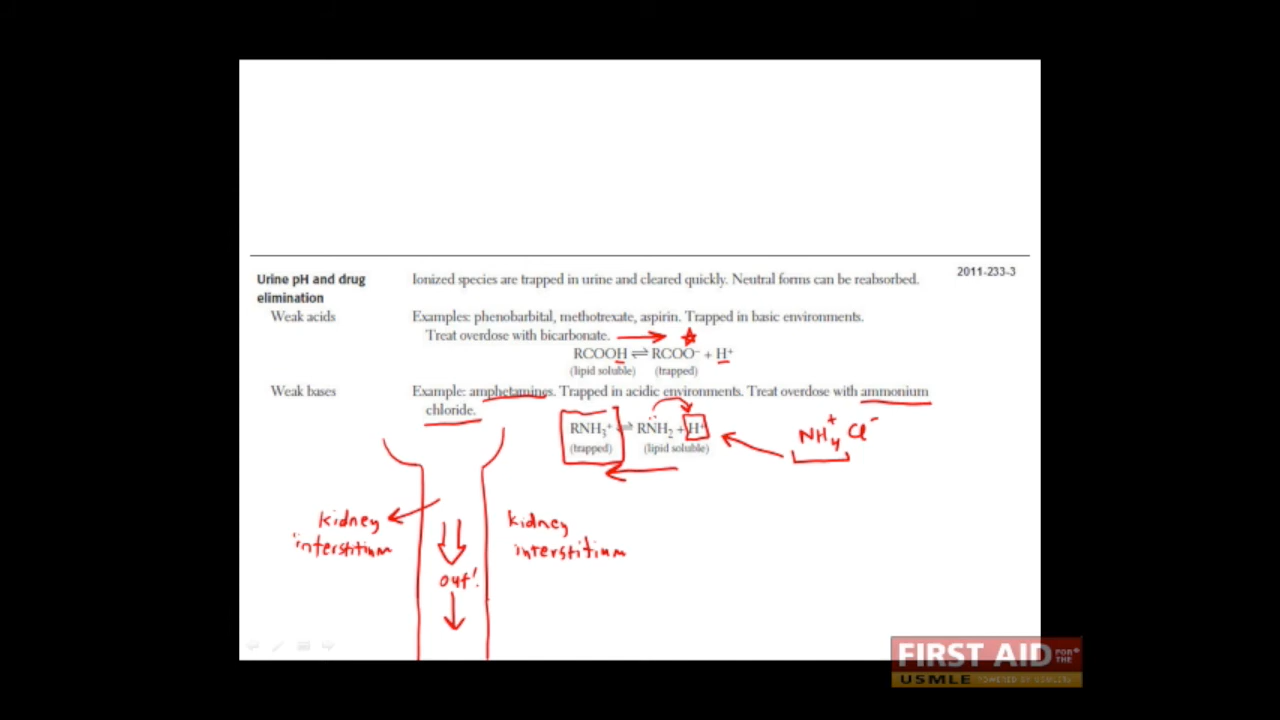 2011-233-3
Urine pH and drug elimination
Ionized species are trapped in urine and cleared quickly. Neutral forms can be reabsorbed.
Weak acids
Examples: phenobarbital, methotrexate, aspirin. Trapped in basic environments.
Treat overdose with bicarbonate.
RCOOH ⇌ RCOO⁻ + H⁺
(lipid soluble) (trapped)
Weak bases
Example: amphetamines. Trapped in acidic environments. Treat overdose with ammonium
chloride.
RNH₃⁺ ⇌ RNH₂ + H⁺
(trapped) (lipid soluble)
NH₄⁺ Cl⁻
kidney
interstitium
kidney
interstitium
out!
FIRST AID FOR THE®
USMLE POWERED BY USMLERx